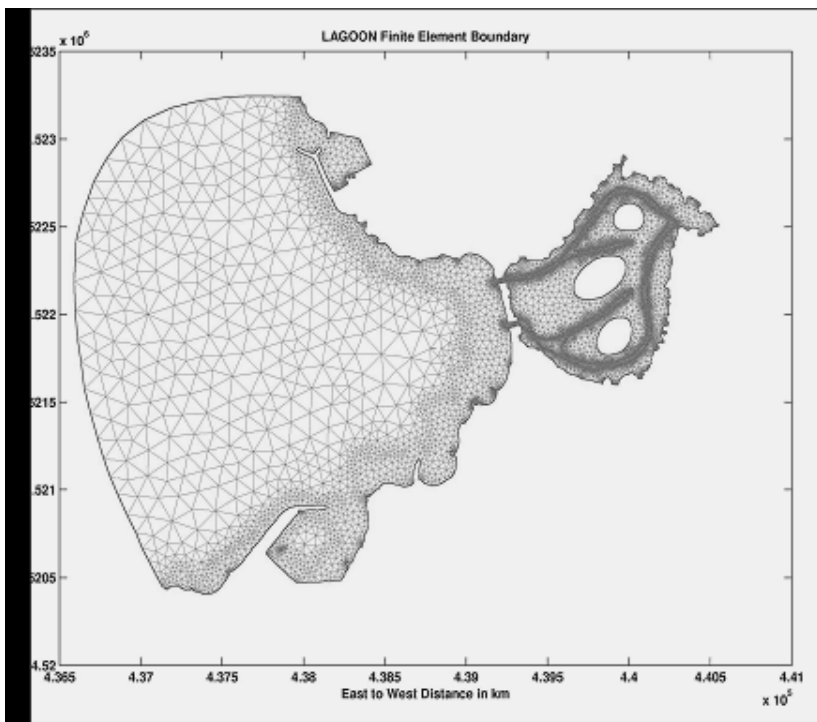 x 10⁶
LAGOON Finite Element Boundary
5235
.523
5225
.522
5215
.521
5205
4.52
4.365 4.37 4.375 4.38 4.385 4.39 4.395 4.4 4.405 4.41
East to West Distance in km
x 10⁵